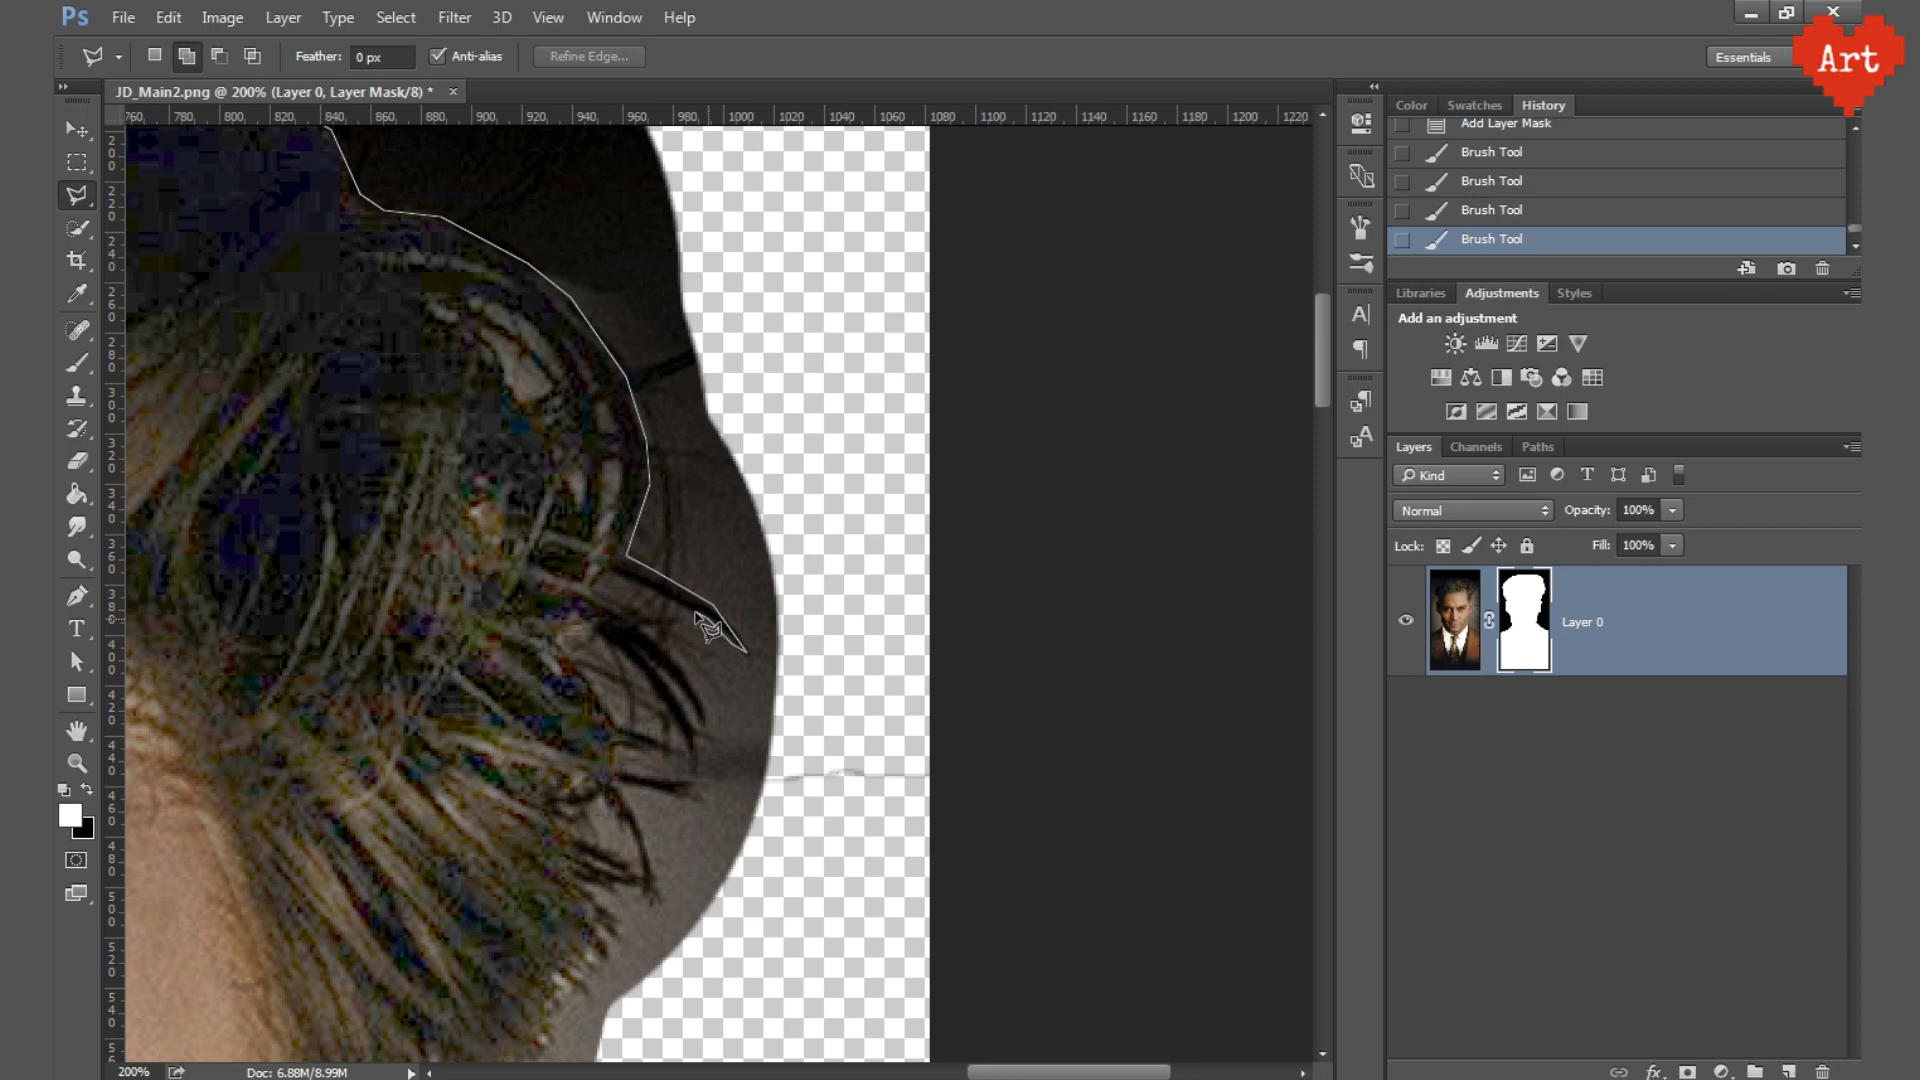 Ps File Edit Image Layer Type Select Filter 3D View Window Help
Feather: 0 px Anti-alias Refine Edge... Essentials
Art
JD_Main2.png @ 200% (Layer 0, Layer Mask/8) * ×
760 780 800 820 840 860 880 900 920 940 960 980 1000 1020 1040 1060 1080 1100 1120 1140 1160 1180 1200 1220
Color Swatches History
Add Layer Mask
Brush Tool
Brush Tool
Brush Tool
Brush Tool
Libraries Adjustments Styles
Add an adjustment
Layers Channels Paths
Kind
Normal Opacity: 100%
Lock: Fill: 100%
Layer 0
200% Doc: 6.88M/8.99M